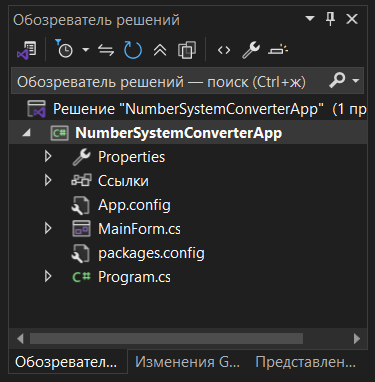 Обозреватель решений
Обозреватель решений — поиск (Ctrl+ж)
Решение "NumberSystemConverterApp" (1 пр
C# NumberSystemConverterApp
Properties
Ссылки
App.config
MainForm.cs
packages.config
C# Program.cs
Обозревател... Изменения G... Представлен...